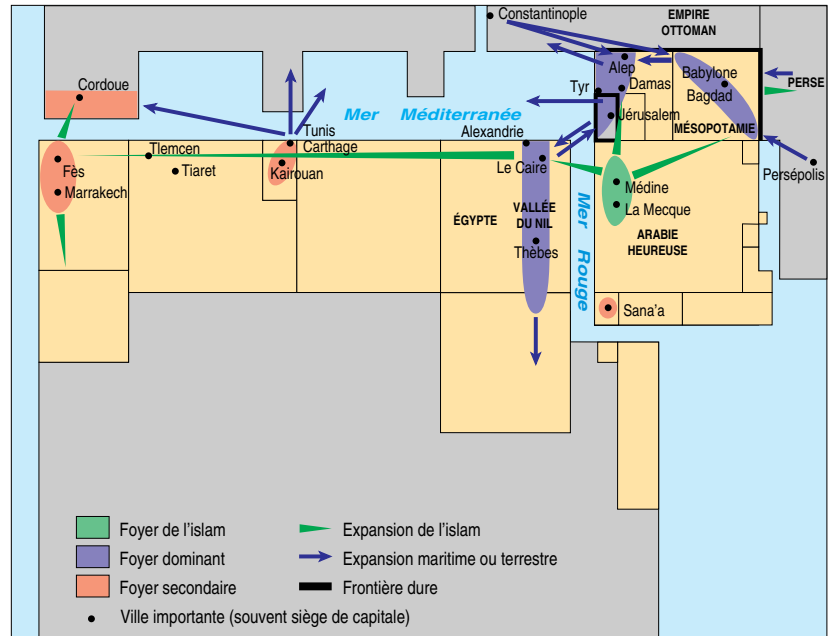 Constantinople
EMPIRE
OTTOMAN
Cordoue
Alep
Babylone
PERSE
Tyr
Damas
Bagdad
Mer Méditerranée
Jérusalem
MÉSOPOTAMIE
Tunis
Alexandrie
Carthage
Tlemcen
Le Caire
Persépolis
Fès
Tiaret
Kairouan
Médine
Marrakech
La Mecque
ÉGYPTE
VALLÉE
DU NIL
Mer Rouge
ARABIE
HEUREUSE
Thèbes
Sana'a
Foyer de l'islam
Expansion de l'islam
Foyer dominant
Expansion maritime ou terrestre
Foyer secondaire
Frontière dure
Ville importante (souvent siège de capitale)